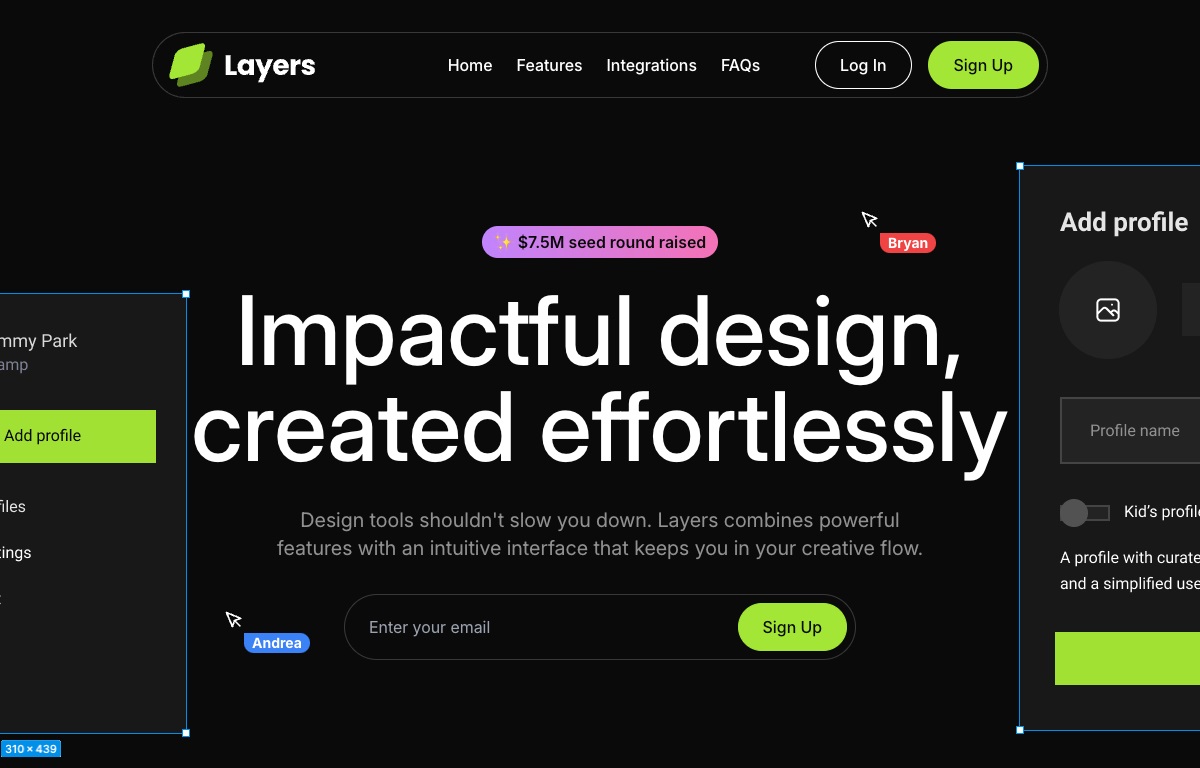 Layers
Home
Features
Integrations
FAQs
Log In
Sign Up
✨ $7.5M seed round raised
Bryan
Impactful design,
created effortlessly
Design tools shouldn't slow you down. Layers combines powerful
features with an intuitive interface that keeps you in your creative flow.
Enter your email
Sign Up
Andrea
mmy Park
amp
Add profile
files
tings
310 × 439
Add profile
Profile name
Kid's profile
A profile with curate
and a simplified use